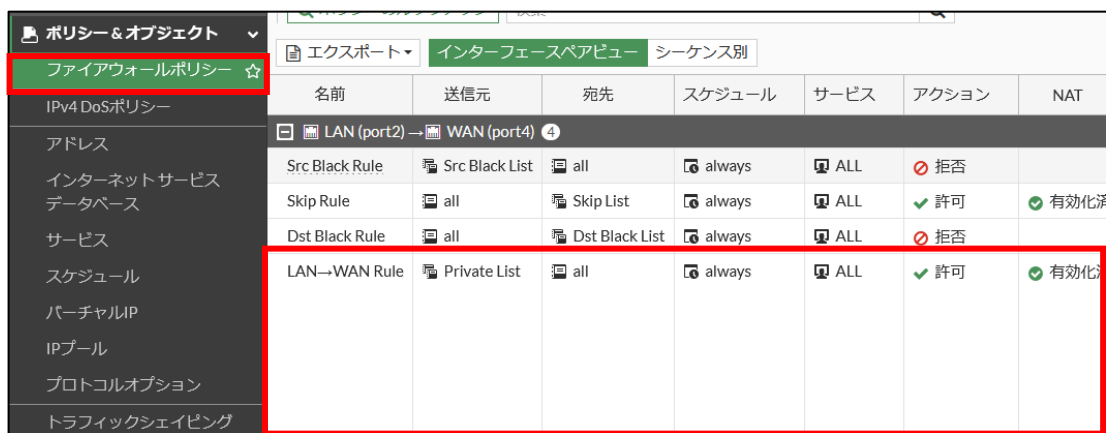 ポリシー＆オブジェクト
ファイアウォールポリシー
IPv4 DoSポリシー
アドレス
インターネット サービス
データベース
サービス
スケジュール
バーチャルIP
IPプール
プロトコルオプション
トラフィックシェイピング
エクスポート インターフェースペアビュー シーケンス別
名前 送信元 宛先 スケジュール サービス アクション NAT
LAN (port2) → WAN (port4) 4
Src Black Rule Src Black List all always ALL 拒否
Skip Rule all Skip List always ALL 許可 有効化済
Dst Black Rule all Dst Black List always ALL 拒否
LAN→WAN Rule Private List all always ALL 許可 有効化